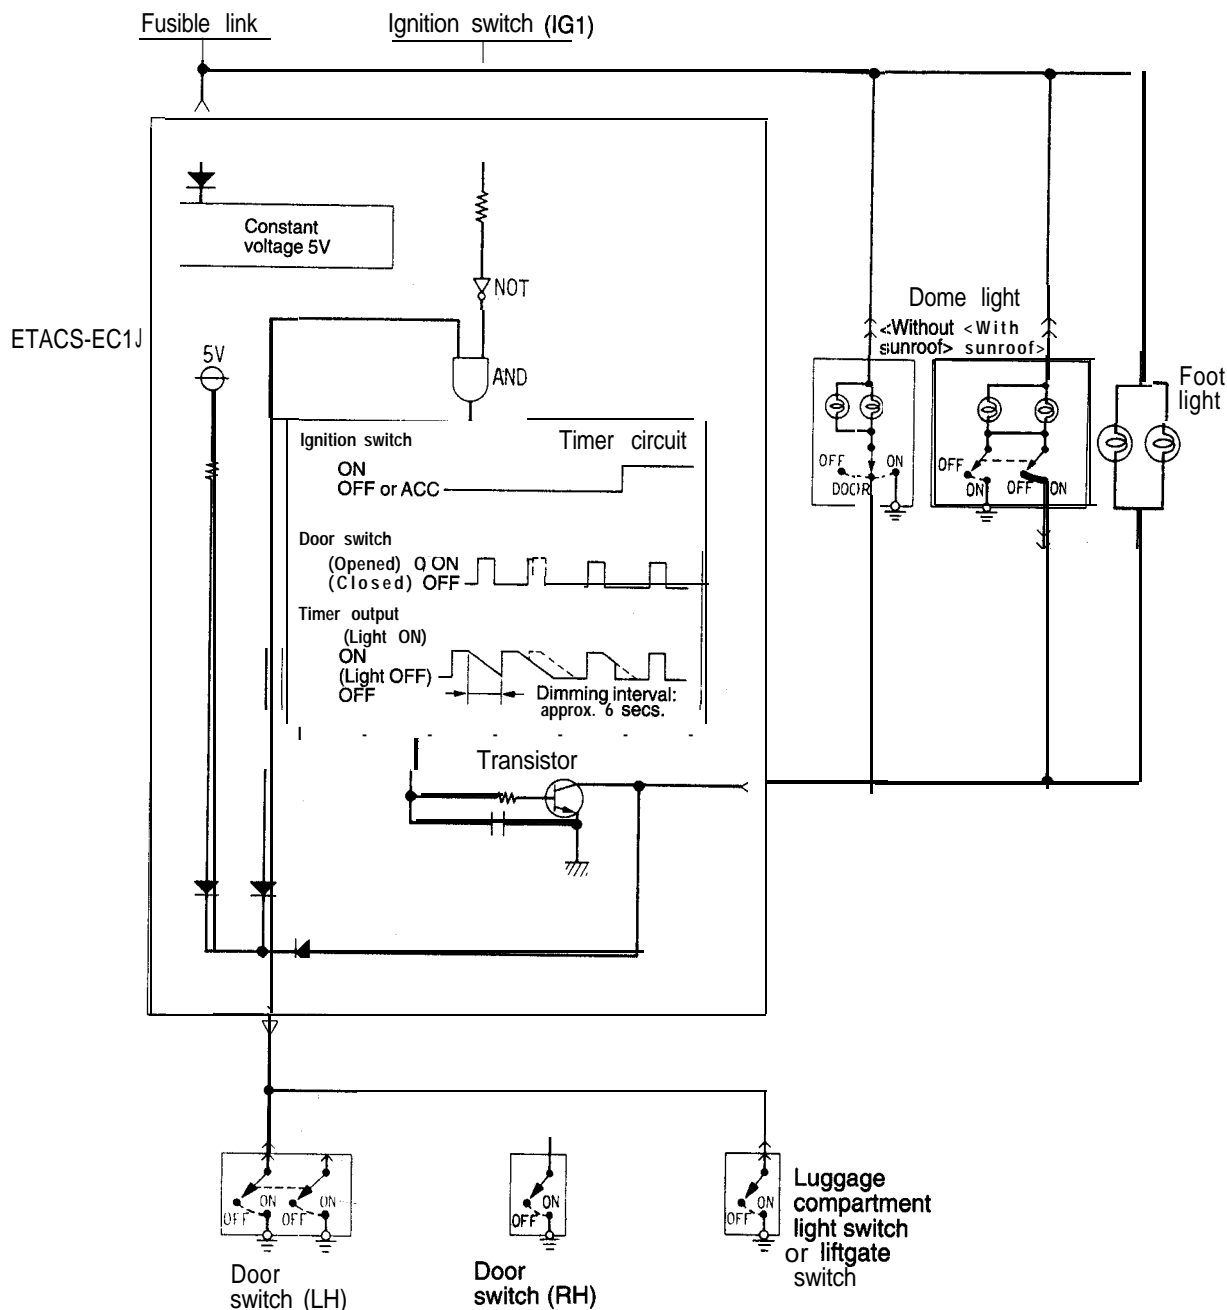 Fusible link
Ignition switch (IG1)
Constant
voltage 5V
NOT
Dome light
<Without
sunroof>
<With
sunroof>
ETACS-EC1J
5V
AND
Foot
light
Ignition switch
Timer circuit
ON
OFF or ACC
OFF
ON
DOOR
OFF
ON
OFF
ON
Door switch
(Opened) O ON
(Closed) OFF
Timer output
(Light ON)
ON
(Light OFF)
OFF
Dimming interval:
approx. 6 secs.
Transistor
ON
OFF
ON
OFF
ON
OFF
ON
OFF
Luggage
compartment
light switch
or liftgate
switch
Door
switch (LH)
Door
switch (RH)